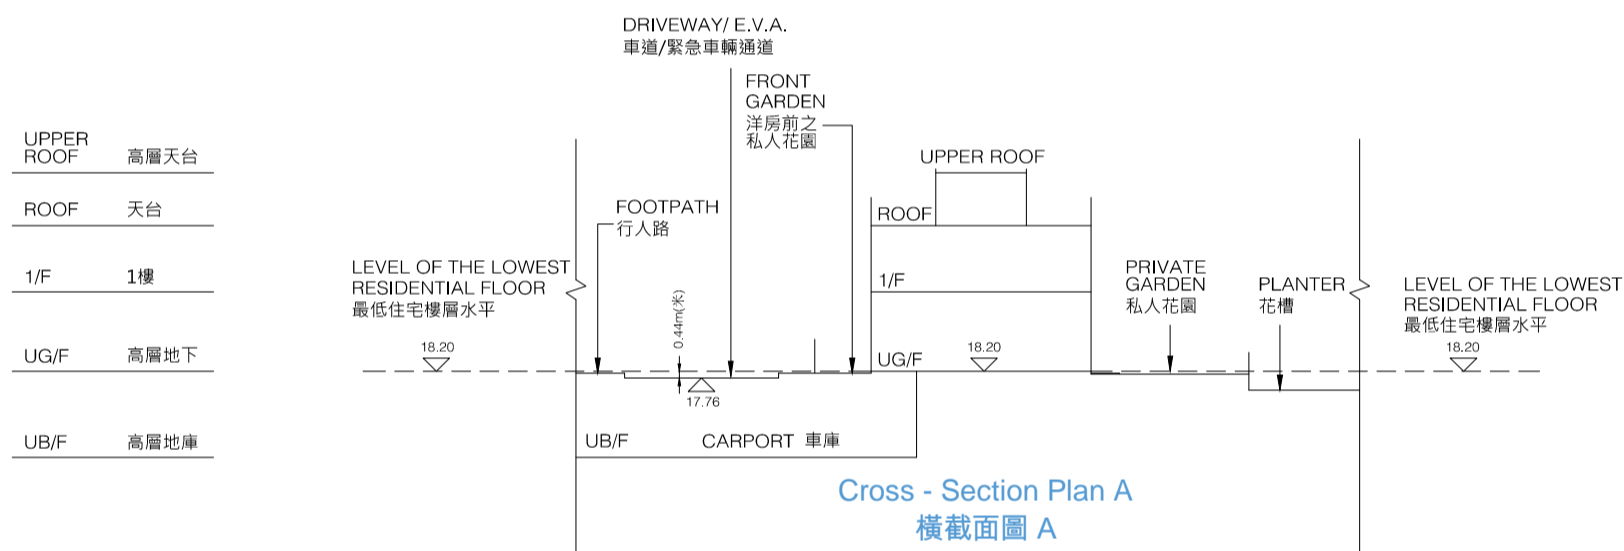 DRIVEWAY/ E.V.A.
車道/緊急車輛通道
FRONT
GARDEN
洋房前之
私人花園
UPPER
ROOF 高層天台
UPPER ROOF
ROOF 天台
FOOTPATH
行人路
ROOF
1/F 1樓
LEVEL OF THE LOWEST
RESIDENTIAL FLOOR
最低住宅樓層水平
0.44m(米)
1/F
PRIVATE
GARDEN
私人花園
PLANTER
花槽
LEVEL OF THE LOWEST
RESIDENTIAL FLOOR
最低住宅樓層水平
UG/F 高層地下
18.20
UG/F
18.20
18.20
17.76
UB/F 高層地庫
UB/F
CARPORT 車庫
Cross - Section Plan A
橫截面圖 A